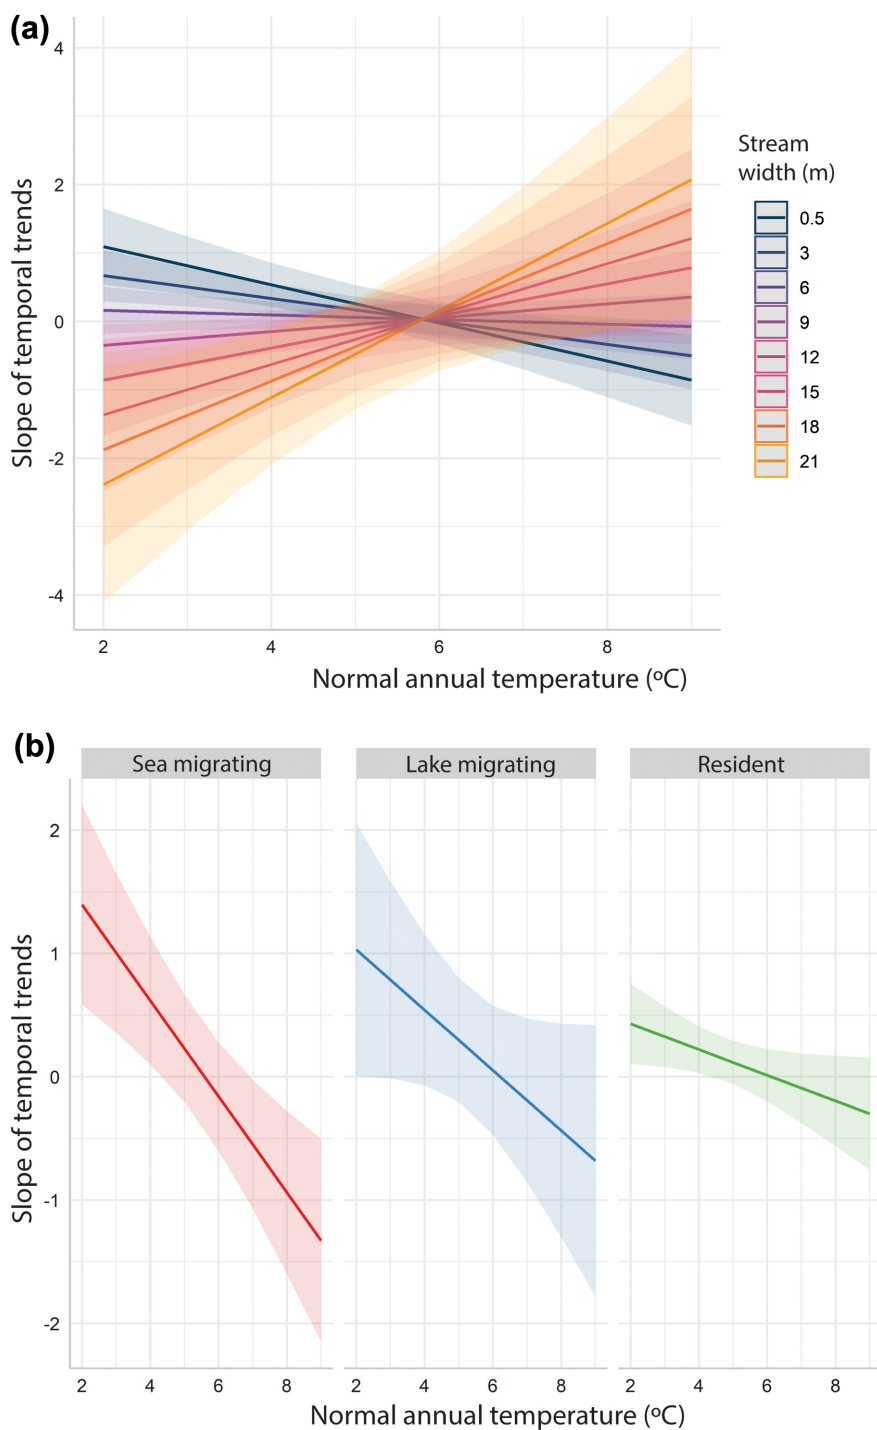 (a)
4
2
0
-2
-4
Slope of temporal trends
2 4 6 8
Normal annual temperature (ºC)
Stream
width (m)
0.5
3
6
9
12
15
18
21
(b)
Sea migrating Lake migrating Resident
2
1
0
-1
-2
Slope of temporal trends
2 4 6 8 2 4 6 8 2 4 6 8
Normal annual temperature (ºC)